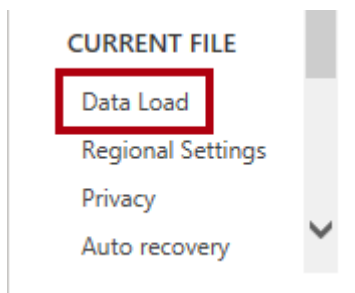 CURRENT FILE
Data Load
Regional Settings
Privacy
Auto recovery